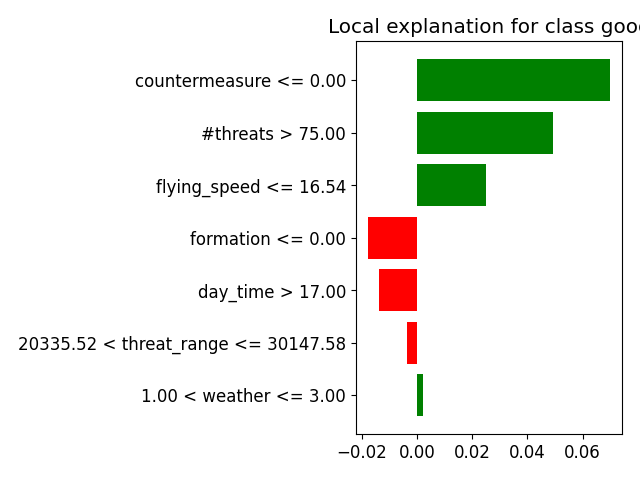 Local explanation for class good
countermeasure <= 0.00
#threats > 75.00
flying_speed <= 16.54
formation <= 0.00
day_time > 17.00
20335.52 < threat_range <= 30147.58
1.00 < weather <= 3.00
−0.02 0.00 0.02 0.04 0.06